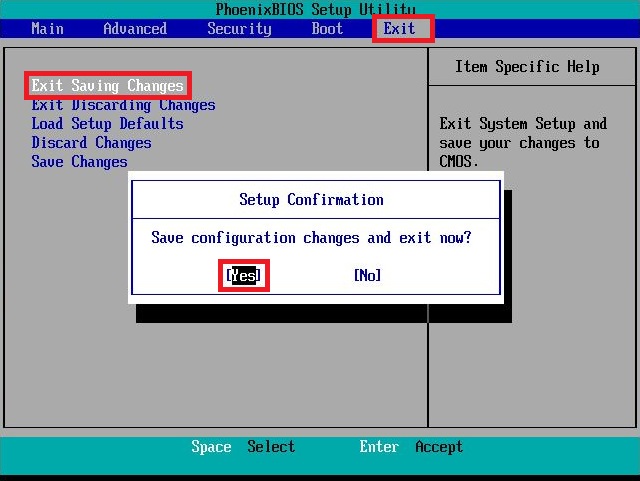 PhoenixBIOS Setup Utility
Main Advanced Security Boot Exit
Exit Saving Changes
Exit Discarding Changes
Load Setup Defaults
Discard Changes
Save Changes
Item Specific Help
Exit System Setup and
save your changes to
CMOS.
Setup Confirmation
Save configuration changes and exit now?
[Yes] [No]
Space Select Enter Accept